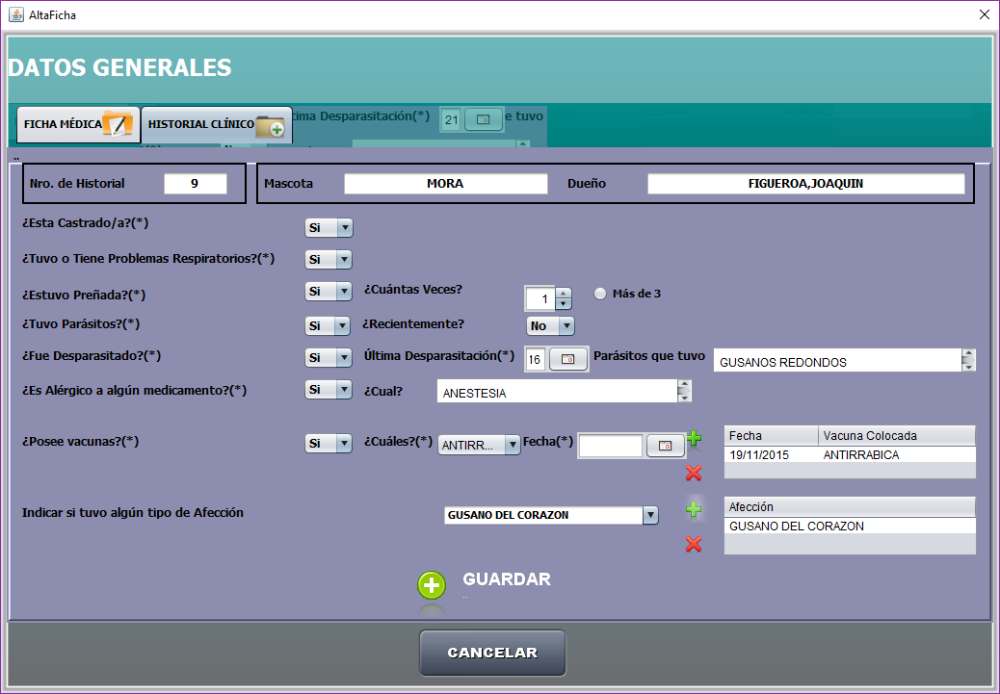 AltaFicha
DATOS GENERALES
FICHA MÉDICA HISTORIAL CLÍNICO ima Desparasitación(*) 21 e tuvo
..
Nro. de Historial 9 Mascota MORA Dueño FIGUEROA,JOAQUIN
¿Esta Castrado/a?(*) Si
¿Tuvo o Tiene Problemas Respiratorios?(*) Si
¿Estuvo Preñada?(*) Si ¿Cuántas Veces? 1 Más de 3
¿Tuvo Parásitos?(*) Si ¿Recientemente? No
¿Fue Desparasitado?(*) Si Última Desparasitación(*) 16 Parásitos que tuvo GUSANOS REDONDOS
¿Es Alérgico a algún medicamento?(*) Si ¿Cual? ANESTESIA
¿Posee vacunas?(*) Si ¿Cuáles?(*) ANTIRR... Fecha(*)
Fecha Vacuna Colocada
19/11/2015 ANTIRRABICA
Indicar si tuvo algún tipo de Afección GUSANO DEL CORAZON
Afección
GUSANO DEL CORAZON
GUARDAR
..
CANCELAR